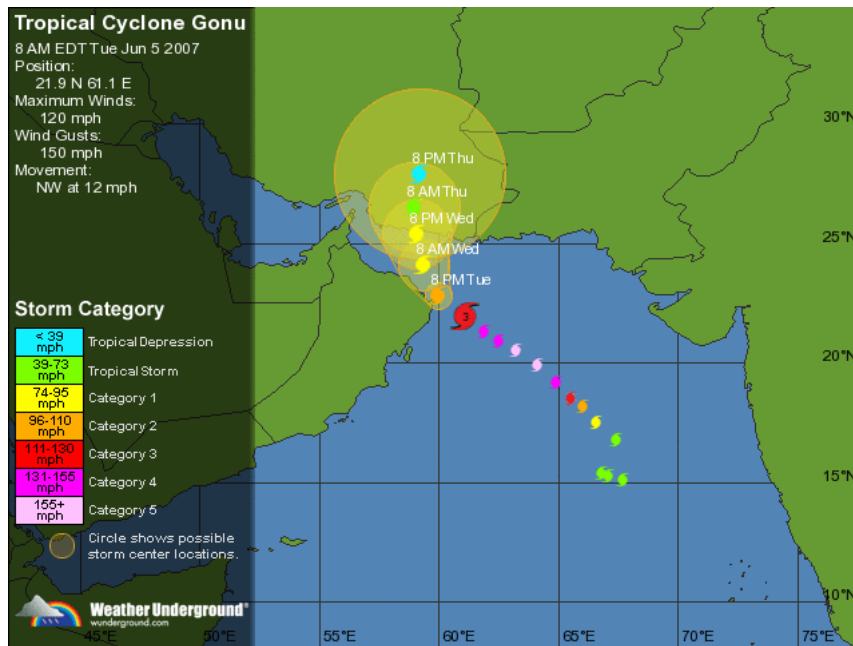 Tropical Cyclone Gonu
8 AM EDT Tue Jun 5 2007
Position:
21.9 N 61.1 E
Maximum Winds:
120 mph
Wind Gusts:
150 mph
Movement:
NW at 12 mph
8 PM Thu
8 AM Thu
8 PM Wed
8 AM Wed
8 PM Tue
3
30°N
25°N
20°N
15°N
10°N
Storm Category
< 39
mph
Tropical Depression
39-73
mph
Tropical Storm
74-95
mph
Category 1
96-110
mph
Category 2
111-130
mph
Category 3
131-155
mph
Category 4
155+
mph
Category 5
Circle shows possible
storm center locations.
Weather Underground®
wunderground.com
45°E
50°E
55°E
60°E
65°E
70°E
75°E